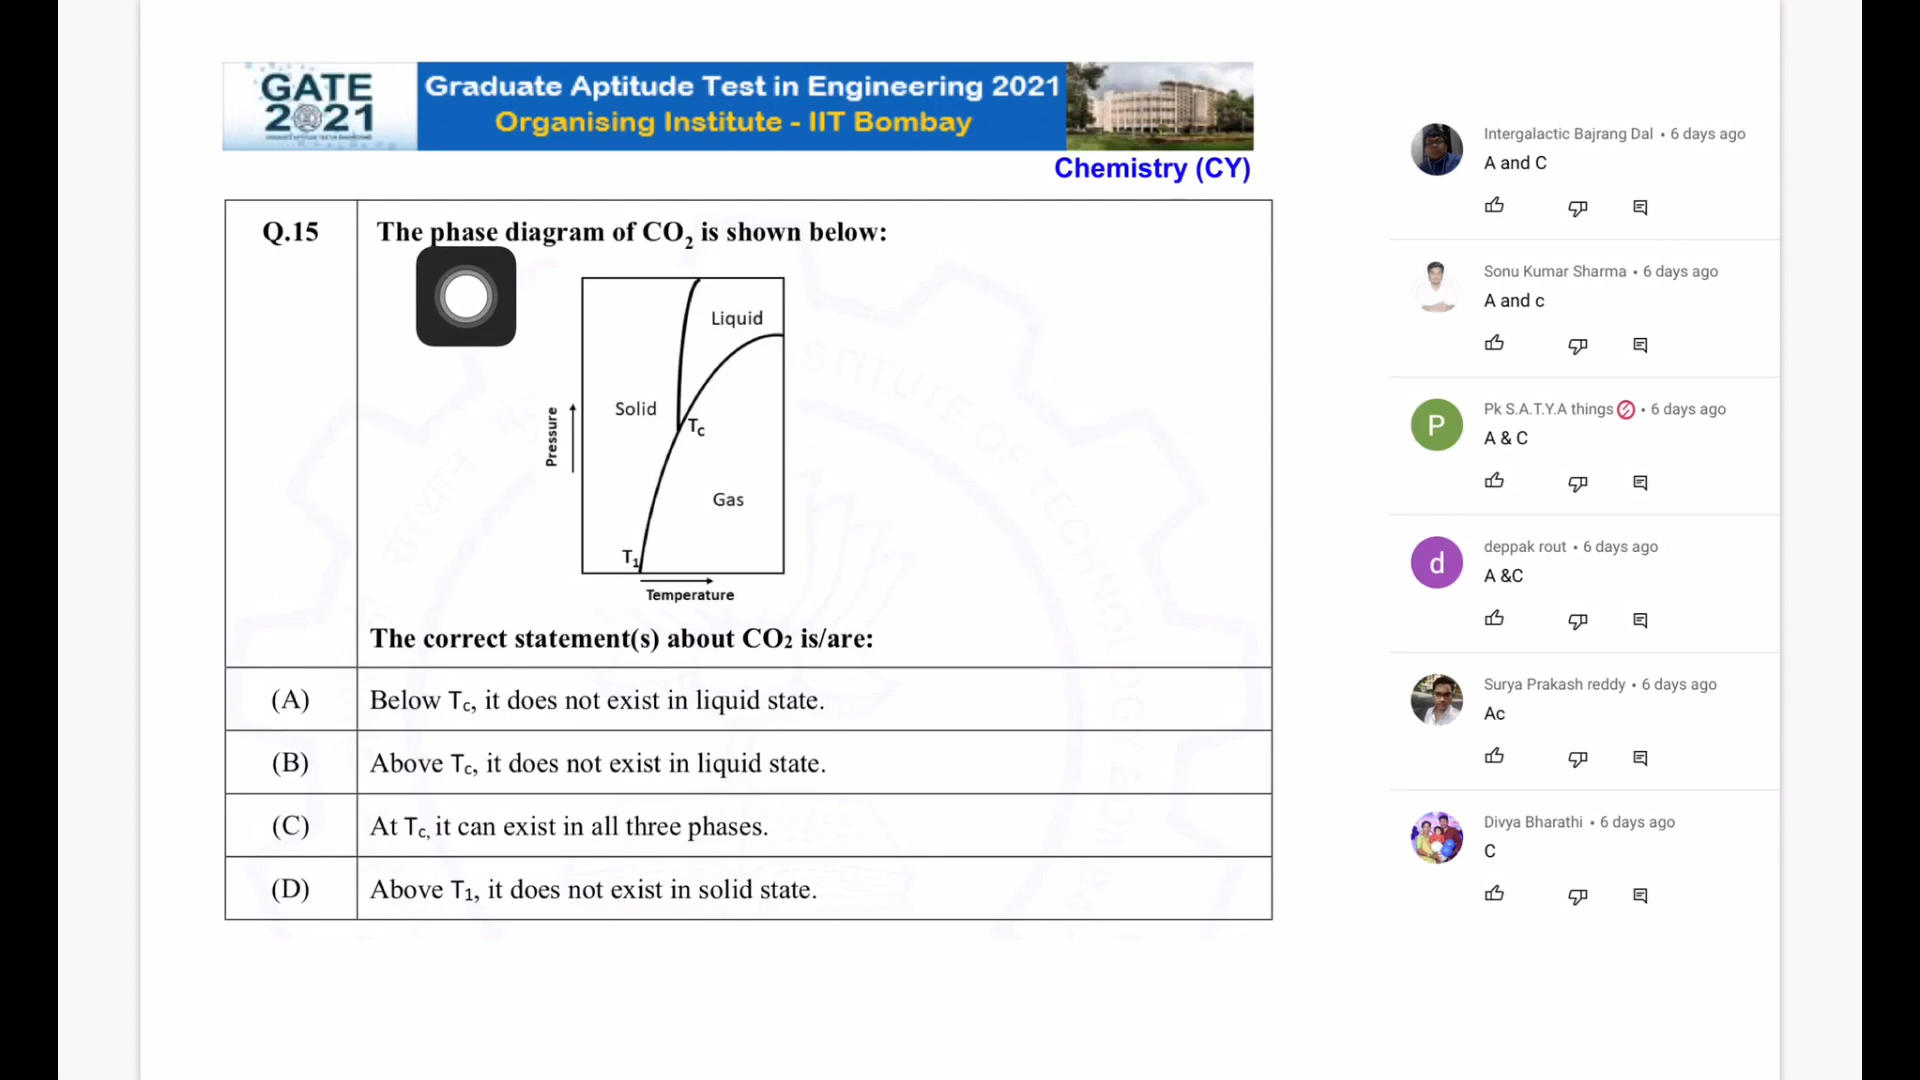 GATE
2021
Graduate Aptitude Test in Engineering 2021
Organising Institute - IIT Bombay
Chemistry (CY)
Q.15
The phase diagram of CO2 is shown below:
Liquid
Solid
Pressure
Tc
Gas
T1
Temperature
The correct statement(s) about CO2 is/are:
(A) Below Tc, it does not exist in liquid state.
(B) Above Tc, it does not exist in liquid state.
(C) At Tc, it can exist in all three phases.
(D) Above T1, it does not exist in solid state.
Intergalactic Bajrang Dal • 6 days ago
A and C
Sonu Kumar Sharma • 6 days ago
A and c
P
Pk S.A.T.Y.A things • 6 days ago
A & C
d
deppak rout • 6 days ago
A &C
Surya Prakash reddy • 6 days ago
Ac
Divya Bharathi • 6 days ago
C